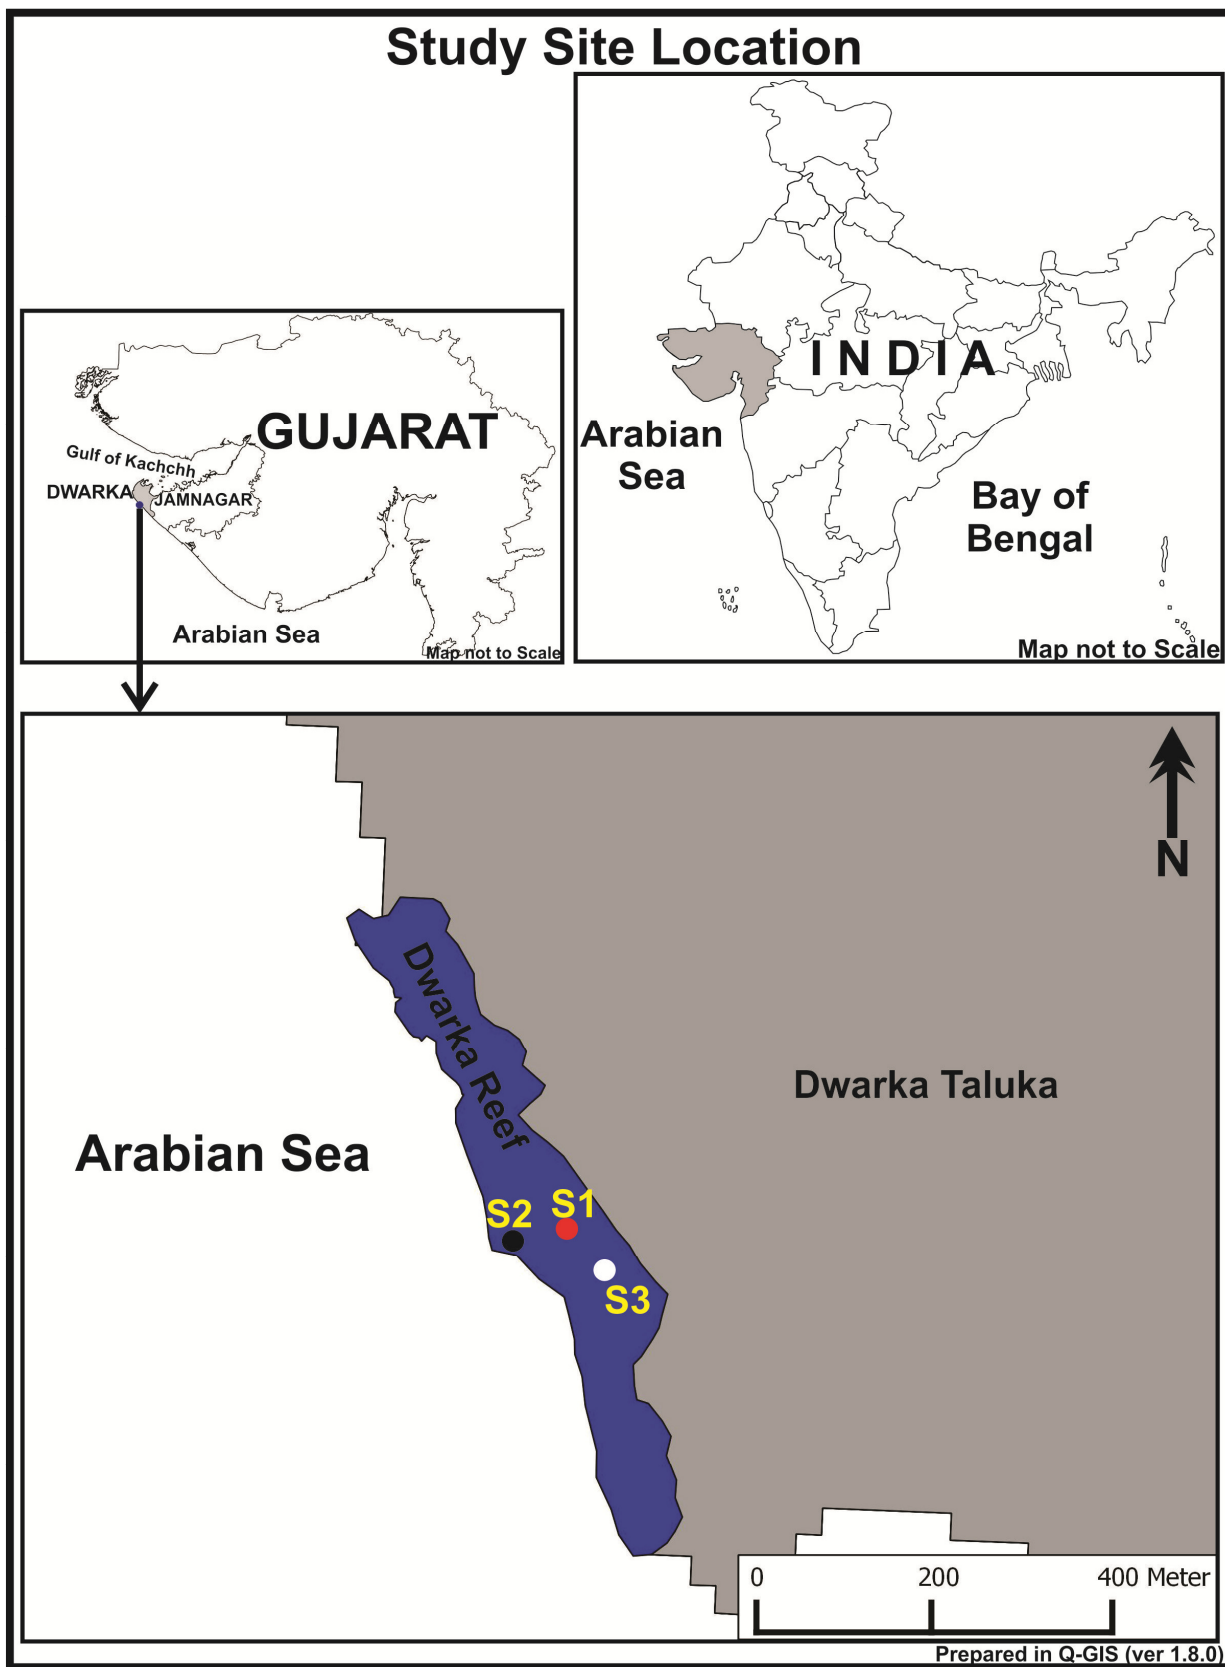 Study Site Location
I N D I A
Arabian
Sea
Bay of
Bengal
Map not to Scale
GUJARAT
Gulf of Kachchh
DWARKA
JAMNAGAR
Arabian Sea
Map not to Scale
N
Dwarka Reef
Dwarka Taluka
Arabian Sea
S1
S2
S3
0 200 400 Meter
Prepared in Q-GIS (ver 1.8.0)